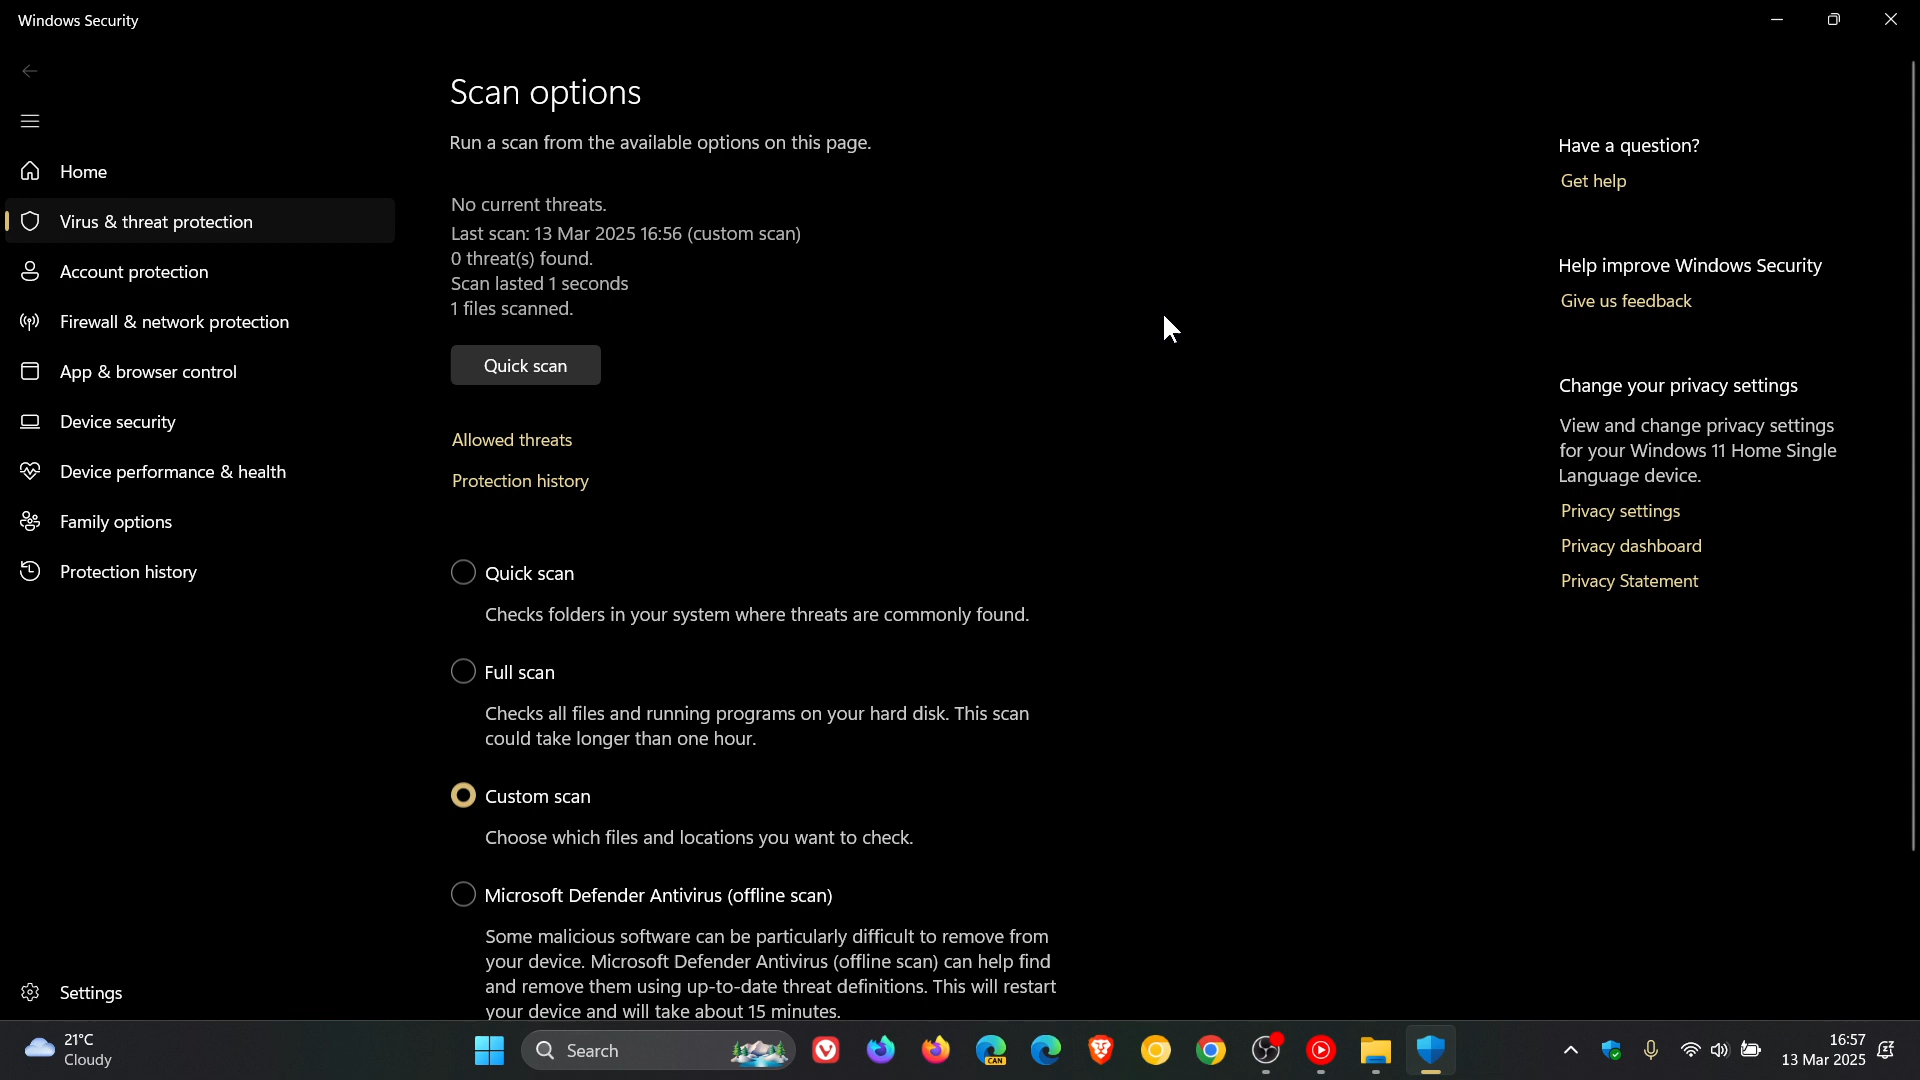 Windows Security
Home
Virus & threat protection
Account protection
Firewall & network protection
App & browser control
Device security
Device performance & health
Family options
Protection history
Settings
Scan options
Run a scan from the available options on this page.
No current threats.
Last scan: 13 Mar 2025 16:56 (custom scan)
0 threat(s) found.
Scan lasted 1 seconds
1 files scanned.
Quick scan
Allowed threats
Protection history
Quick scan
Checks folders in your system where threats are commonly found.
Full scan
Checks all files and running programs on your hard disk. This scan
could take longer than one hour.
Custom scan
Choose which files and locations you want to check.
Microsoft Defender Antivirus (offline scan)
Some malicious software can be particularly difficult to remove from
your device. Microsoft Defender Antivirus (offline scan) can help find
and remove them using up-to-date threat definitions. This will restart
your device and will take about 15 minutes.
Have a question?
Get help
Help improve Windows Security
Give us feedback
Change your privacy settings
View and change privacy settings
for your Windows 11 Home Single
Language device.
Privacy settings
Privacy dashboard
Privacy Statement
21°C
Cloudy
Search
CAN
16:57
13 Mar 2025